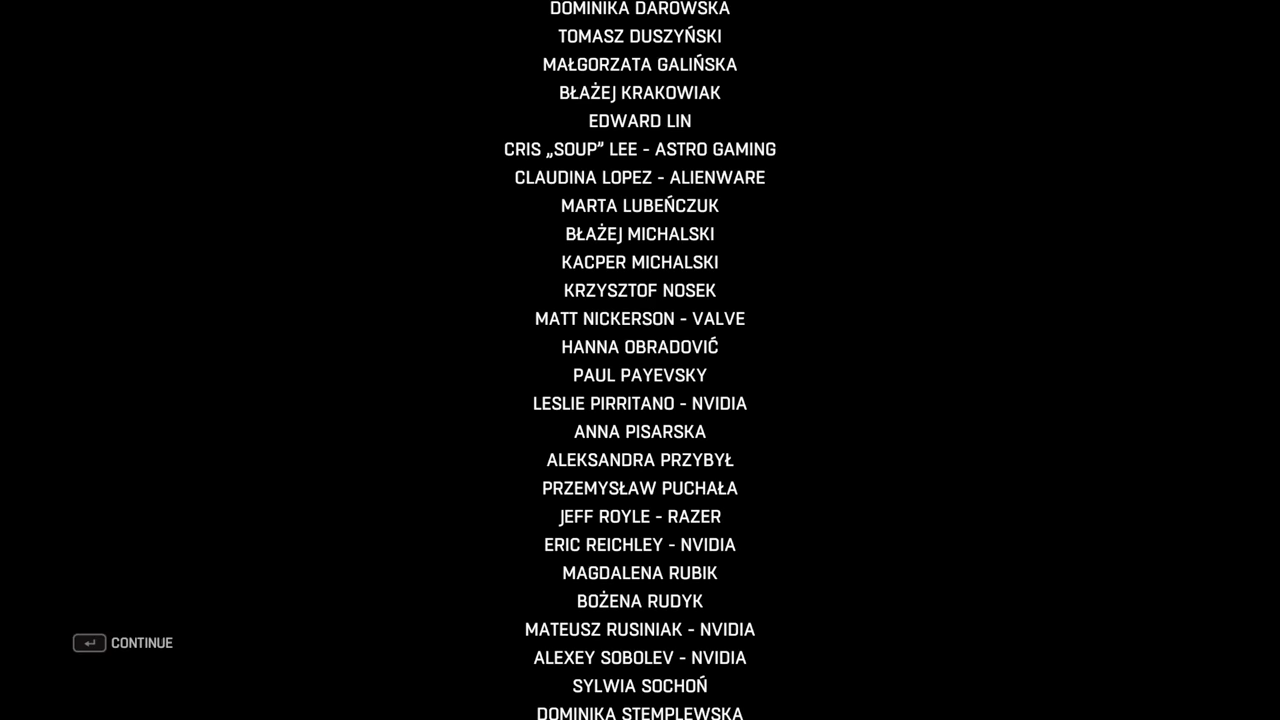 DOMINIKA DAROWSKA
TOMASZ DUSZYŃSKI
MAŁGORZATA GALIŃSKA
BŁAŻEJ KRAKOWIAK
EDWARD LIN
CRIS „SOUP” LEE - ASTRO GAMING
CLAUDINA LOPEZ - ALIENWARE
MARTA LUBEŃCZUK
BŁAŻEJ MICHALSKI
KACPER MICHALSKI
KRZYSZTOF NOSEK
MATT NICKERSON - VALVE
HANNA OBRADOVIĆ
PAUL PAYEVSKY
LESLIE PIRRITANO - NVIDIA
ANNA PISARSKA
ALEKSANDRA PRZYBYŁ
PRZEMYSŁAW PUCHAŁA
JEFF ROYLE - RAZER
ERIC REICHLEY - NVIDIA
MAGDALENA RUBIK
BOŻENA RUDYK
MATEUSZ RUSINIAK - NVIDIA
CONTINUE
ALEXEY SOBOLEV - NVIDIA
SYLWIA SOCHOŃ
DOMINIKA STEMPLEWSKA